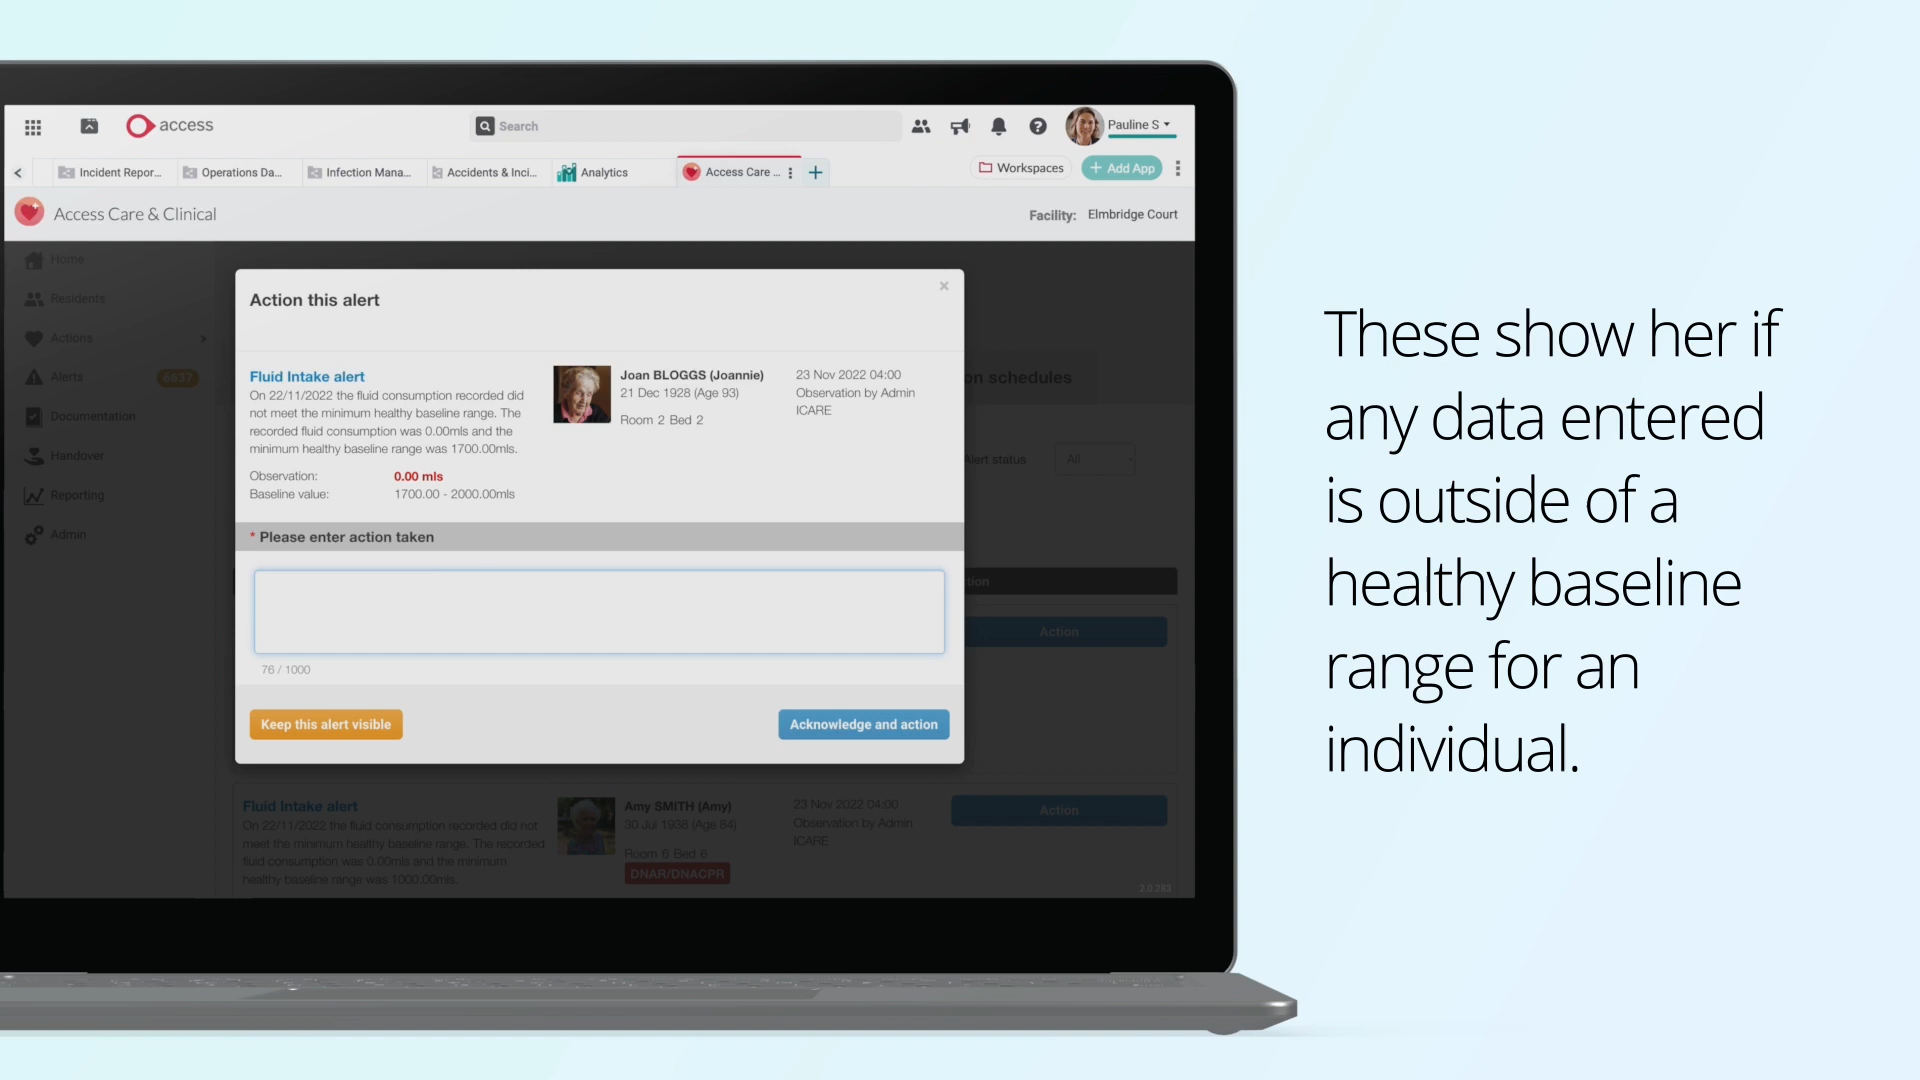 access
Search
Pauline S
Incident Repor...
Operations Da...
Infection Mana...
Accidents & Inci...
Analytics
Access Care ...
Workspaces
+ Add App
Access Care & Clinical
Facility: Elmbridge Court
Home
Residents
Actions
Alerts
6637
Documentation
Handover
Reporting
Admin
Action this alert
Fluid Intake alert
On 22/11/2022 the fluid consumption recorded did
not meet the minimum healthy baseline range. The
recorded fluid consumption was 0.00mls and the
minimum healthy baseline range was 1700.00mls.
Observation: 0.00 mls
Baseline value: 1700.00 - 2000.00mls
Joan BLOGGS (Joannie)
21 Dec 1928 (Age 93)
Room 2 Bed 2
23 Nov 2022 04:00
Observation by Admin
ICARE
* Please enter action taken
76 / 1000
Keep this alert visible
Acknowledge and action
on schedules
Alert status
All
tion
Action
Fluid Intake alert
On 22/11/2022 the fluid consumption recorded did not
meet the minimum healthy baseline range. The recorded
fluid consumption was 0.00mls and the minimum
healthy baseline range was 1000.00mls.
Amy SMITH (Amy)
30 Jul 1938 (Age 84)
Room 6 Bed 6
DNAR/DNACPR
23 Nov 2022 04:00
Observation by Admin
ICARE
Action
2.0.283
These show her if
any data entered
is outside of a
healthy baseline
range for an
individual.